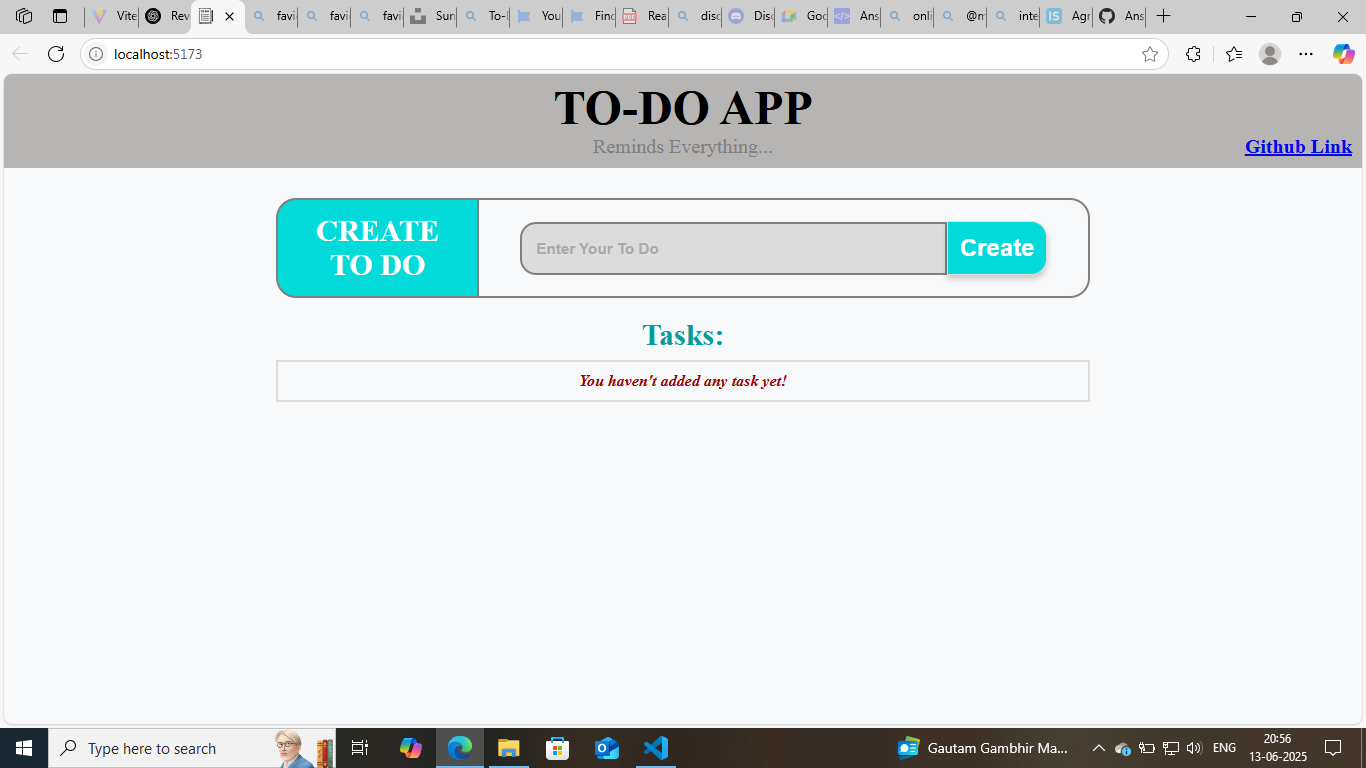 Vite
Rev
favi
favi
favi
Sun
To-l
You
Find
Rea
disc
Disc
Goo
Ans
onli
@m
inte
Agr
Ans
localhost:5173
TO-DO APP
Reminds Everything...
Github Link
CREATE
TO DO
Enter Your To Do
Create
Tasks:
You haven't added any task yet!
Type here to search
Gautam Gambhir Ma...
ENG
20:56
13-06-2025